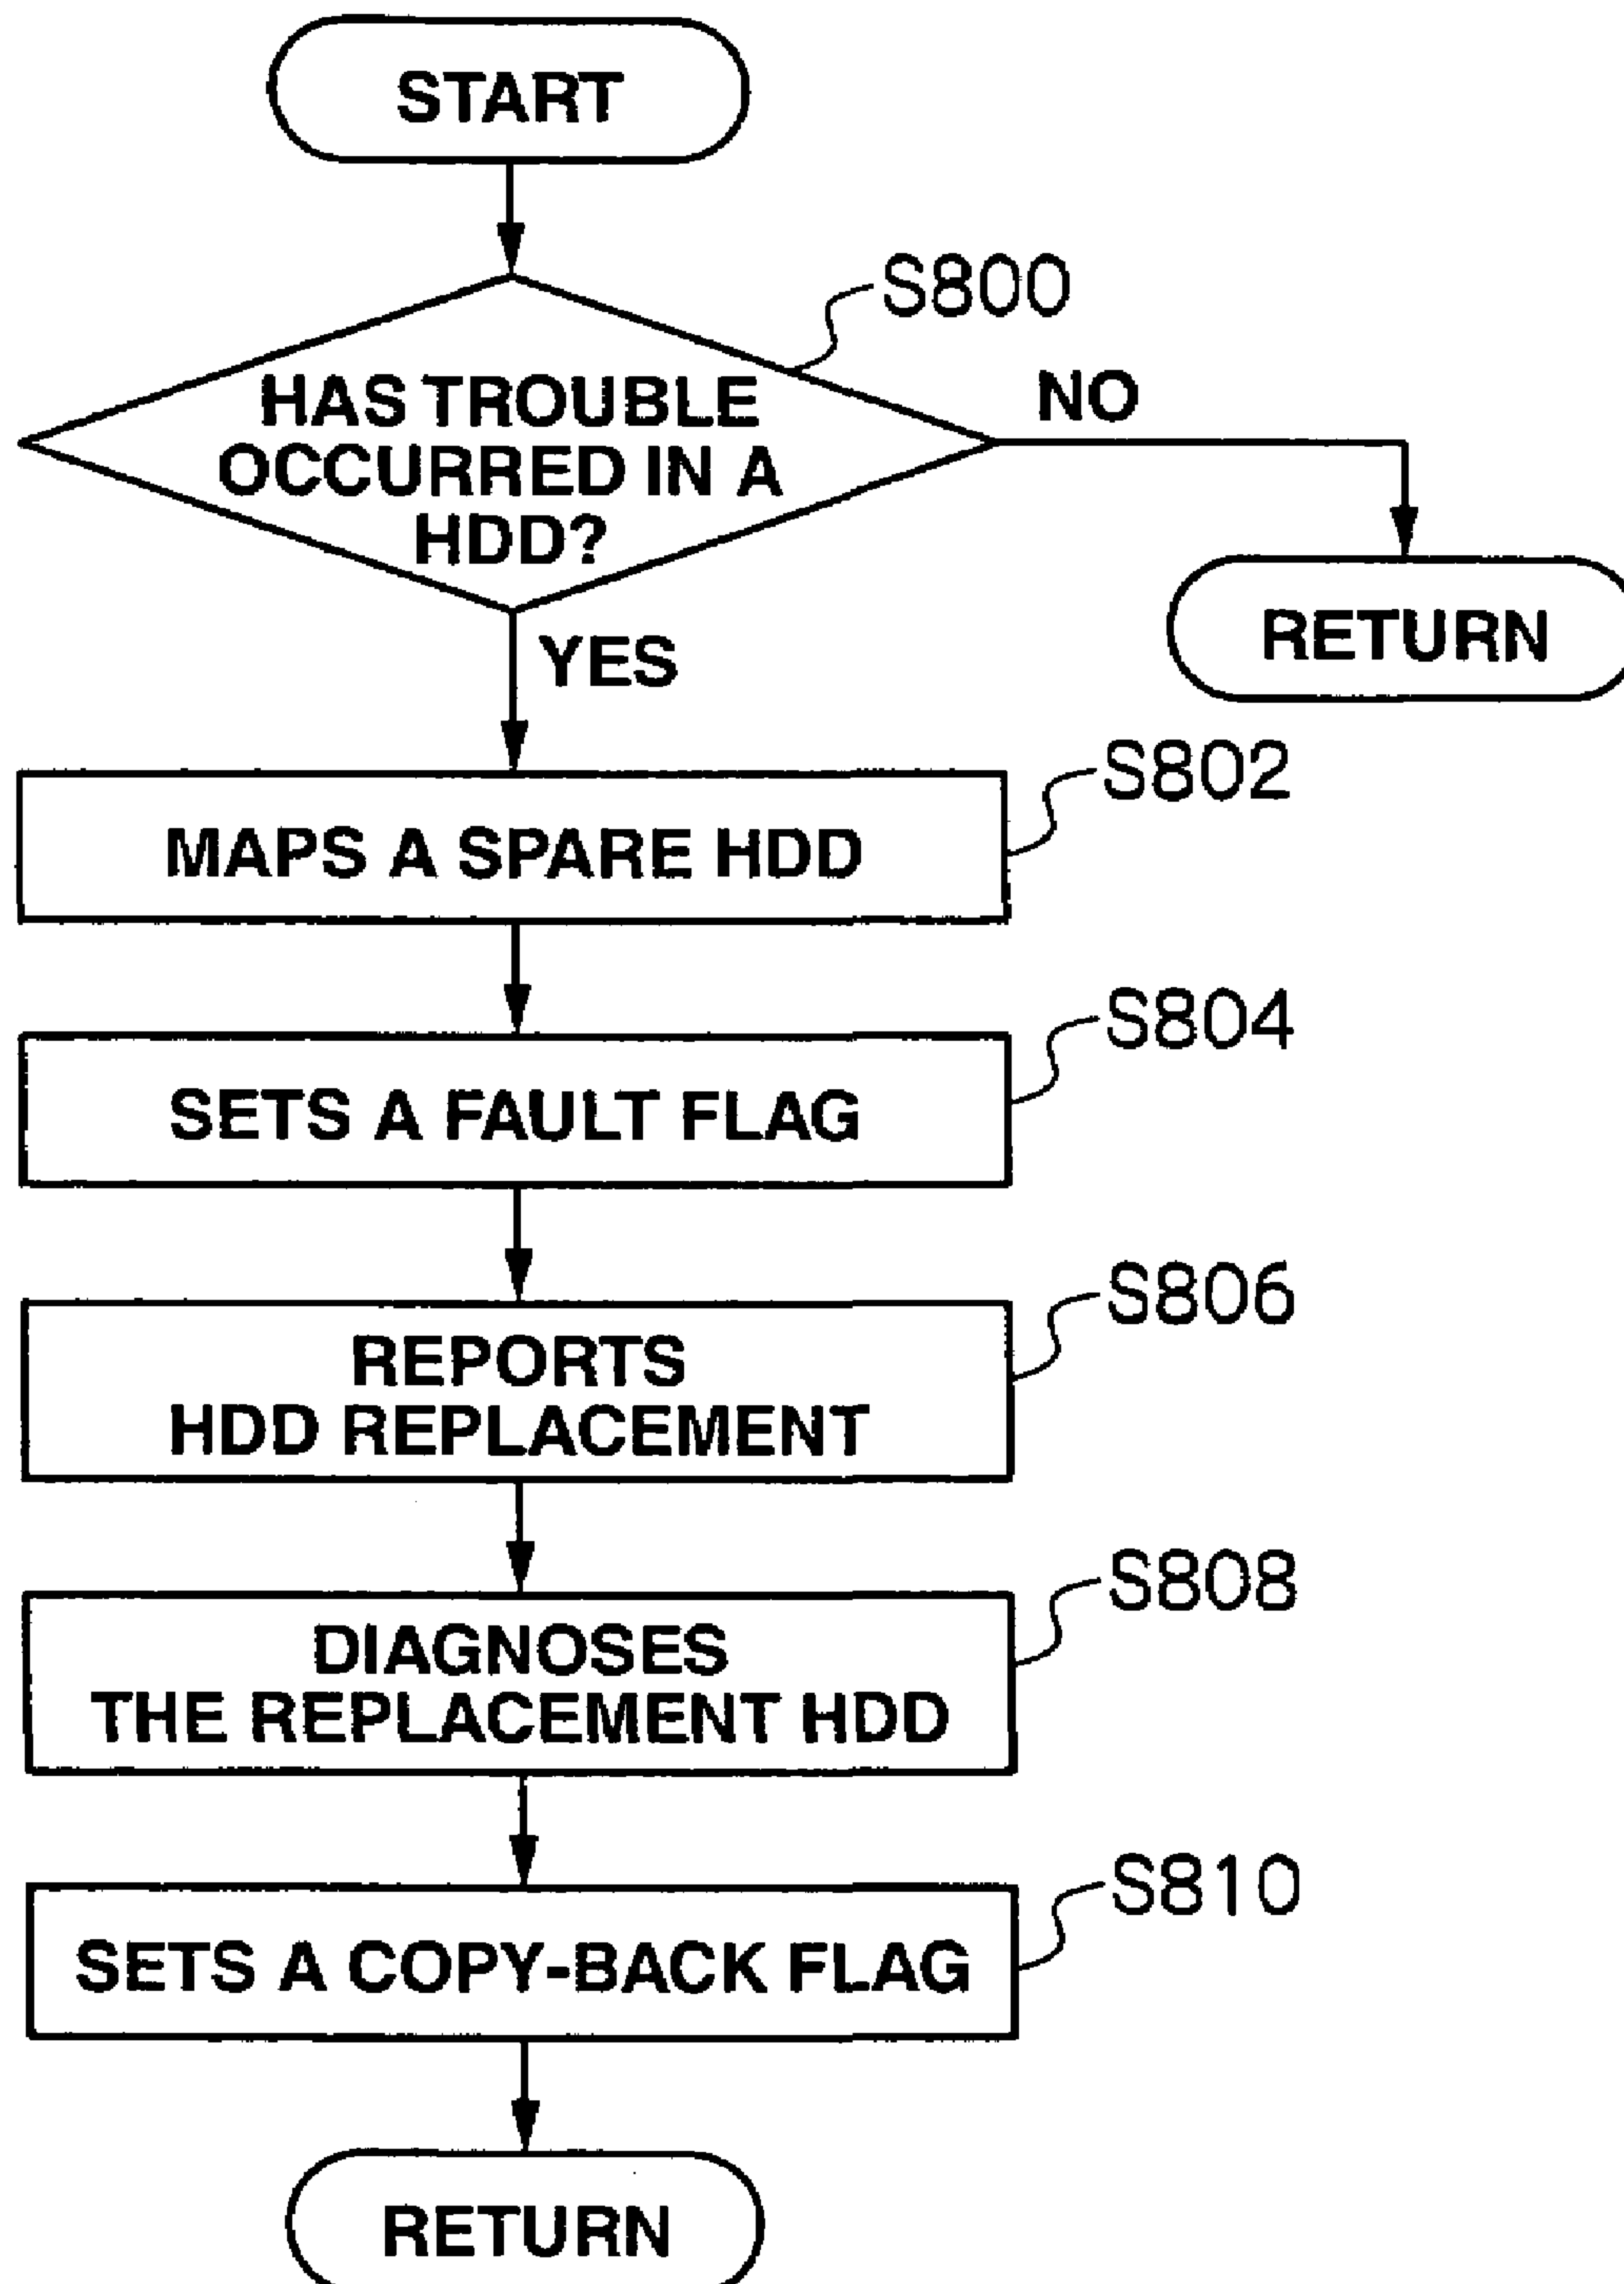 START
S800
HAS TROUBLE
OCCURRED IN A
HDD?
NO
RETURN
YES
S802
MAPS A SPARE HDD
S804
SETS A FAULT FLAG
S806
REPORTS
HDD REPLACEMENT
S808
DIAGNOSES
THE REPLACEMENT HDD
S810
SETS A COPY-BACK FLAG
RETURN